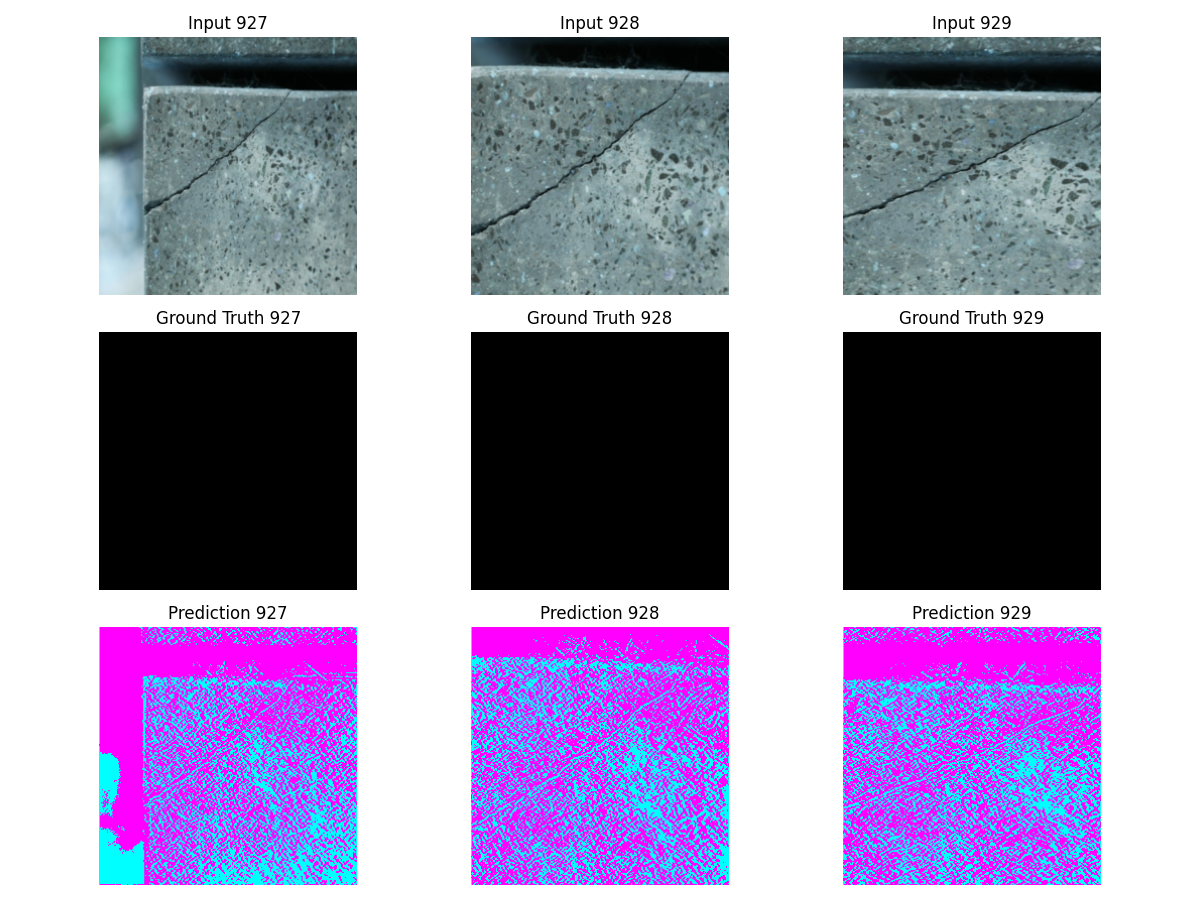 Input 927
Input 928
Input 929
Ground Truth 927
Ground Truth 928
Ground Truth 929
Prediction 927
Prediction 928
Prediction 929